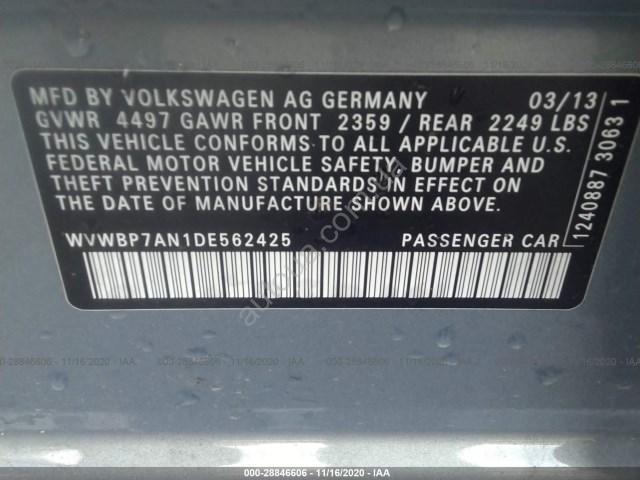 MFD BY VOLKSWAGEN AG GERMANY 03/13
GVWR 4497 GAWR FRONT 2359 / REAR 2249 LBS
THIS VEHICLE CONFORMS TO ALL APPLICABLE U.S.
FEDERAL MOTOR VEHICLE SAFETY, BUMPER AND
THEFT PREVENTION STANDARDS IN EFFECT ON
THE DATE OF MANUFACTURE SHOWN ABOVE.
WVWBP7AN1DE562425 PASSENGER CAR
1240887 30631
000-28846606 - 11/16/2020 - IAA